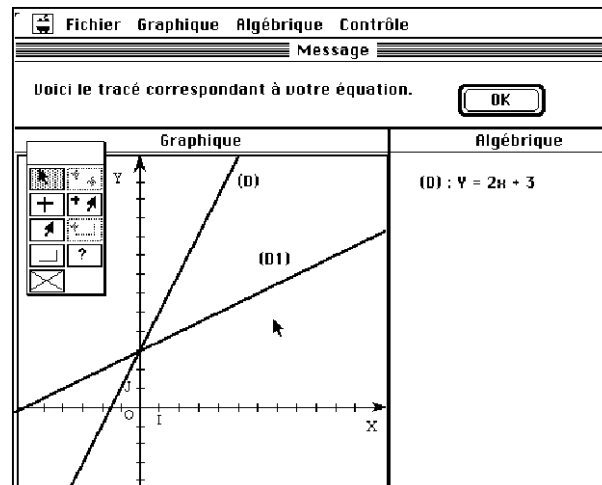 Fichier Graphique Algébrique Contrôle
Message
Voici le tracé correspondant à votre équation.
OK
Graphique
Algébrique
Y
(D)
(D) : Y = 2x + 3
?
(D1)
J
O
I
X